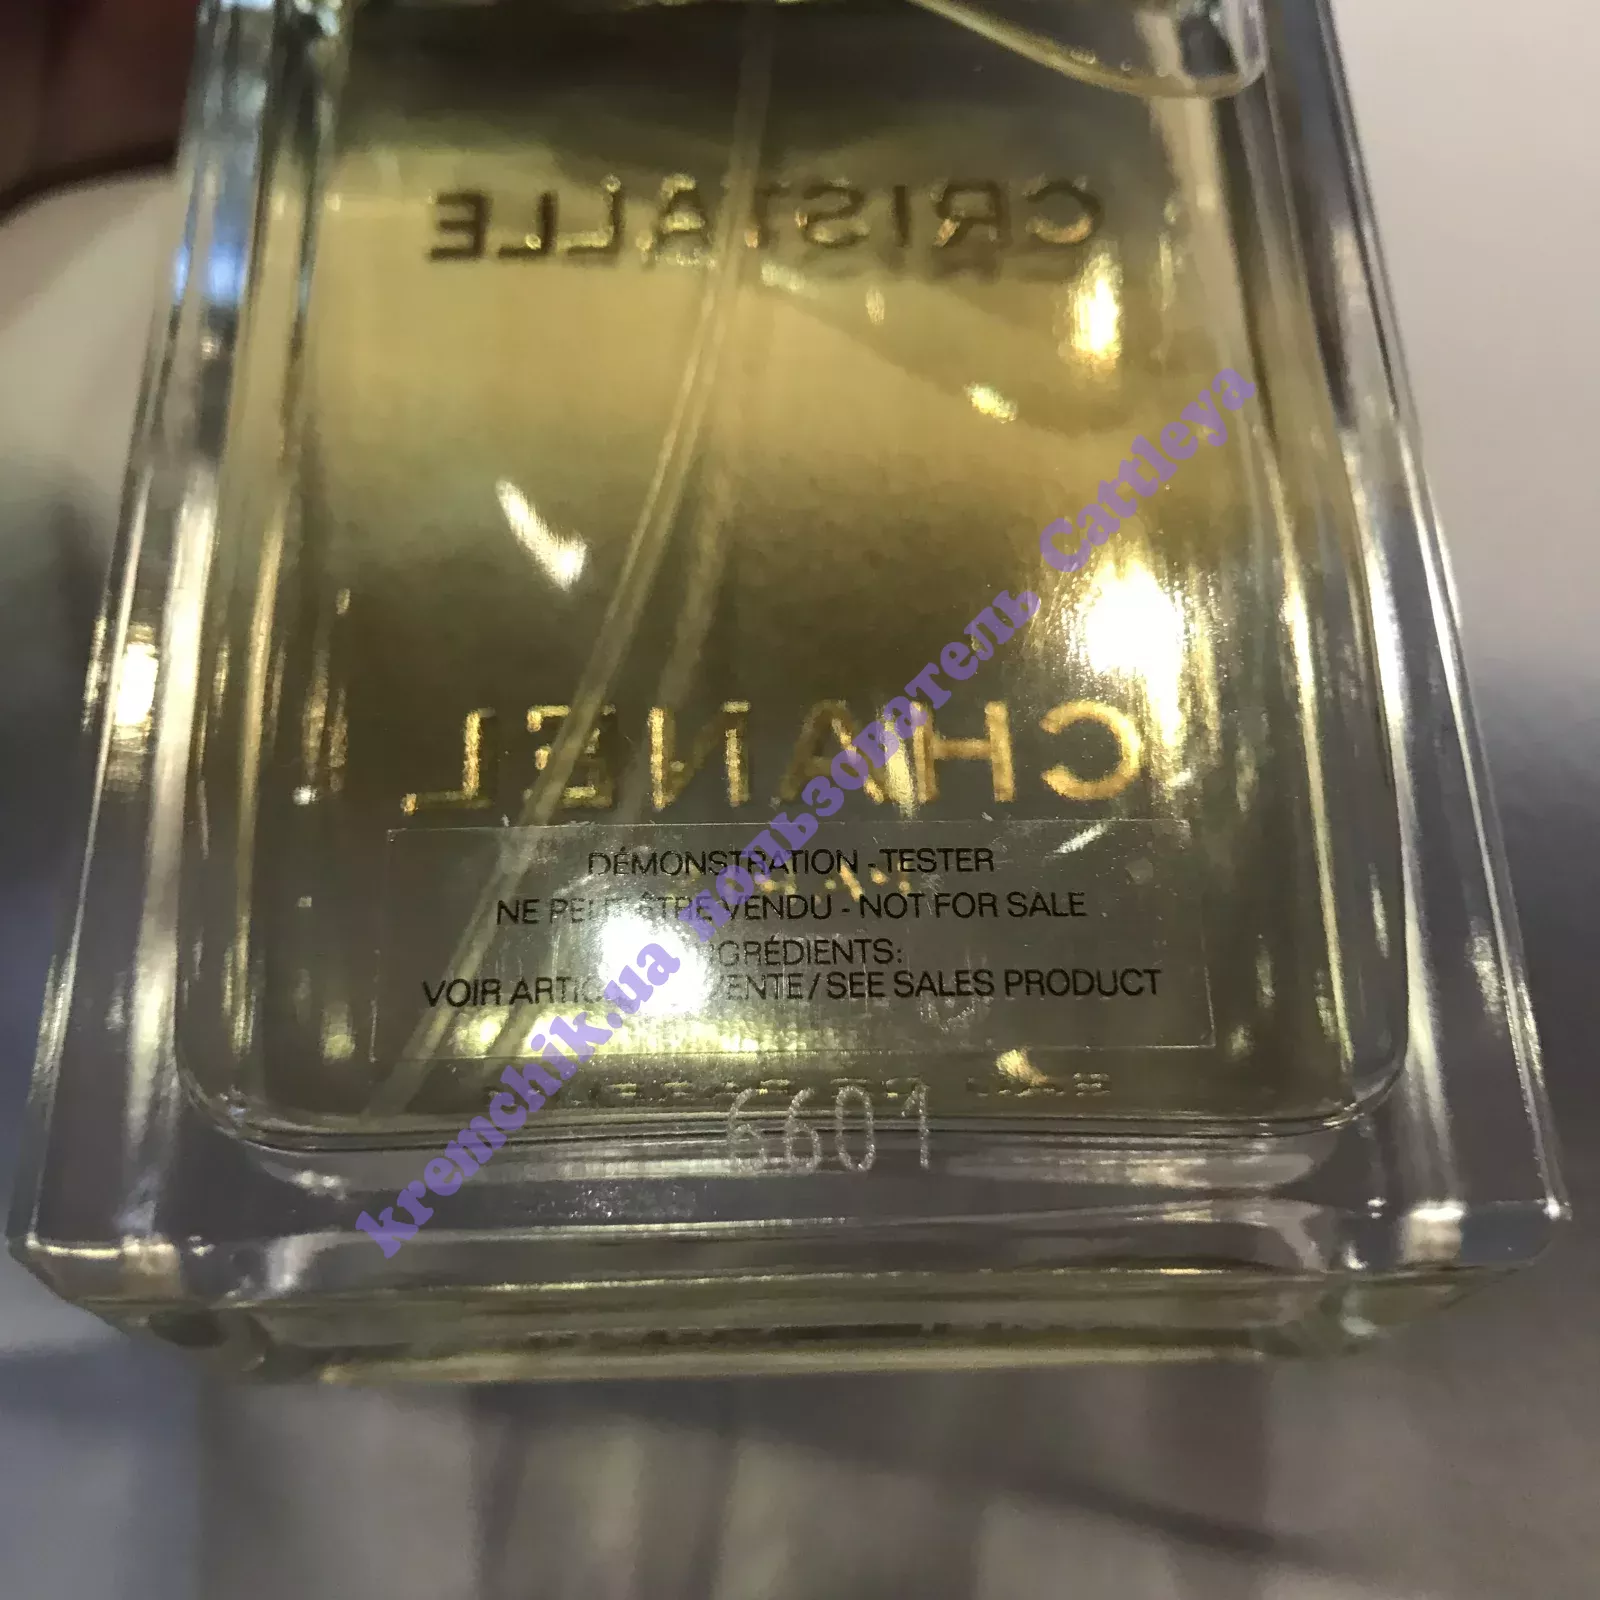 CRISTALLE
CHANEL
DÉMONSTRATION - TESTER
NE PEUT ÊTRE VENDU - NOT FOR SALE
INGRÉDIENTS:
VOIR ARTICLE VENTE / SEE SALES PRODUCT
6601
kremchik.ua пользователь Cattleya